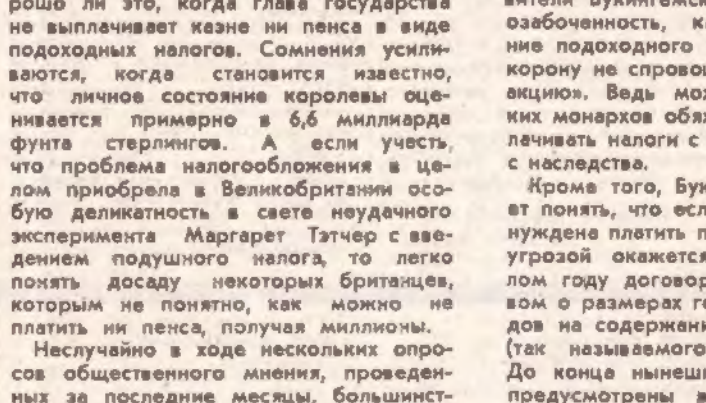 рошо ли это, когда глава государства
не выплачивает казне ни пенса в виде
подоходных налогов. Сомнения усили-
ваются, когда становится известно,
что личное состояние королевы оце-
нивается примерно в 6,6 миллиарда
фунта стерлингов. А если учесть,
что проблема налогообложения в це-
лом приобрела в Великобритании осо-
бую деликатность в свете неудачного
эксперимента Маргарет Тэтчер с вве-
дением подушного налога, то легко
понять досаду некоторых британцев,
которым не понятно, как можно не
платить ни пенса, получая миллионы.
Неслучайно в ходе нескольких опро-
сов общественного мнения, проведен-
ных за последние месяцы, большинст-
озабоченность, к
ние подоходного
корону не спрово
акцию». Ведь мо
ких монархов обя
лачивать налоги с
с наследства.
Кроме того, Бук
ет понять, что есл
нуждена платить п
угрозой окажется
лом году договор
вом о размерах г
дов на содержан
(так называемого
До конца нынеш
предусмотрены